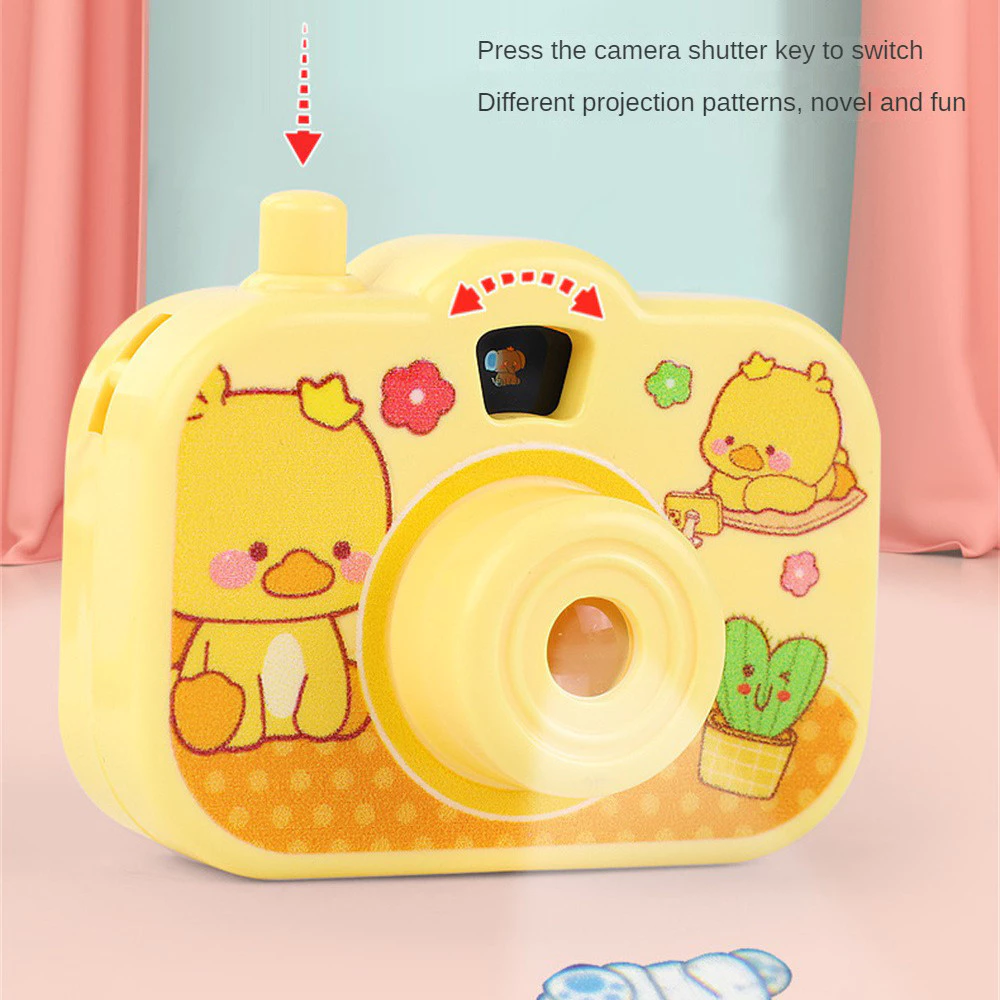 Press the camera shutter key to switch
Different projection patterns, novel and fun